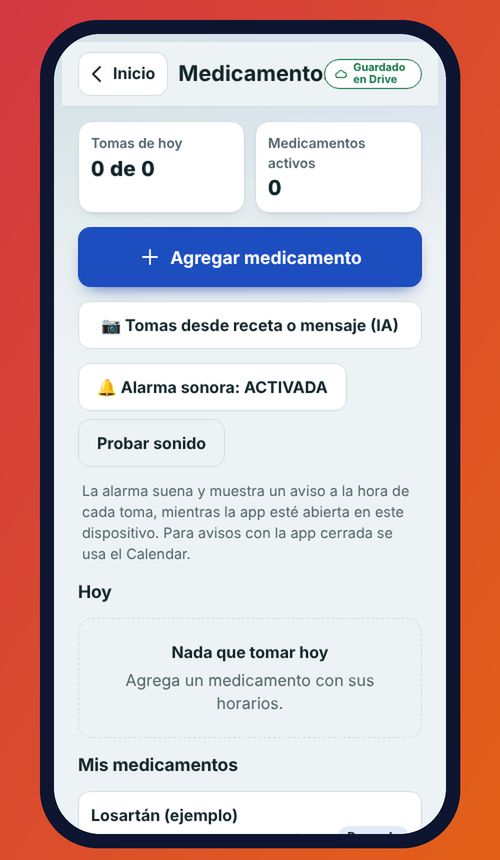 Inicio
Medicamento
Guardado
en Drive
Tomas de hoy
0 de 0
Medicamentos
activos
0
+ Agregar medicamento
📷 Tomas desde receta o mensaje (IA)
🔔 Alarma sonora: ACTIVADA
Probar sonido
La alarma suena y muestra un aviso a la hora de
cada toma, mientras la app esté abierta en este
dispositivo. Para avisos con la app cerrada se
usa el Calendar.
Hoy
Nada que tomar hoy
Agrega un medicamento con sus
horarios.
Mis medicamentos
Losartán (ejemplo)